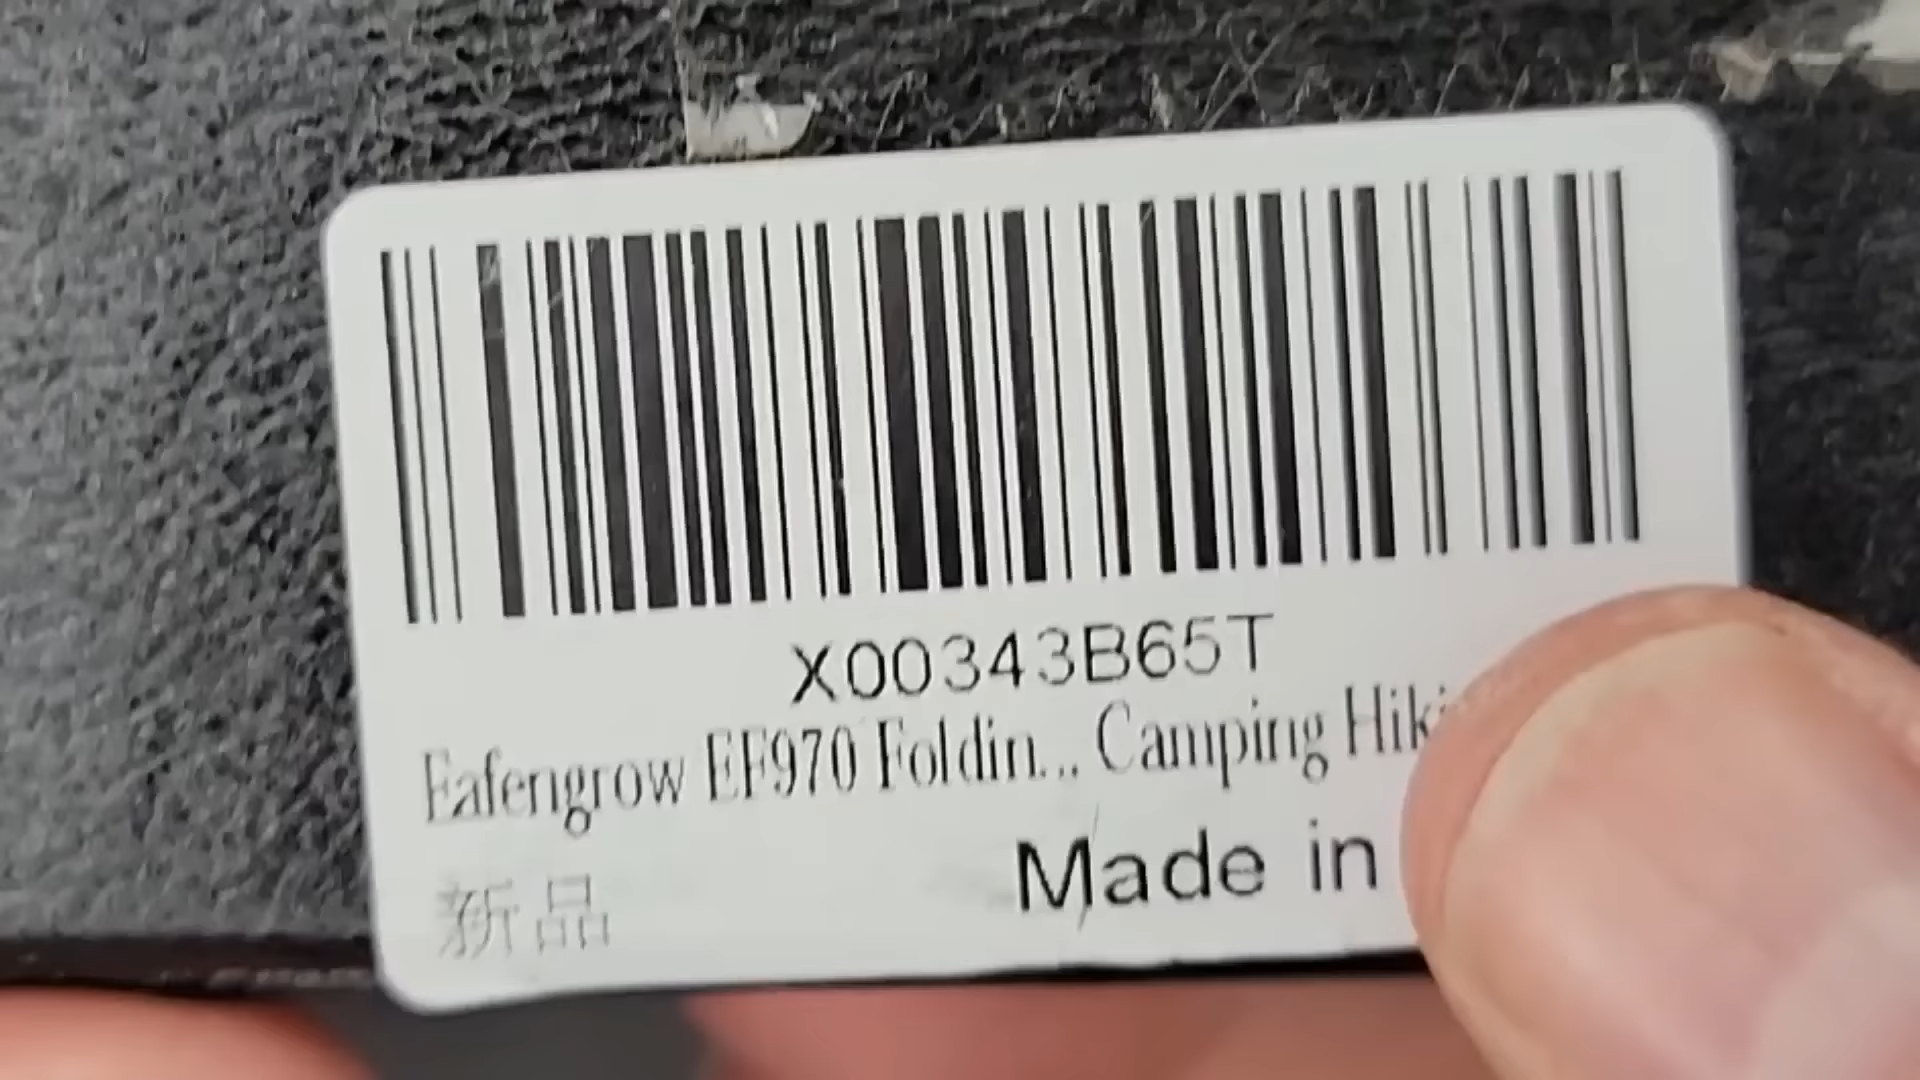 X00343B65T
Eafengrow EF970 Foldin... Camping Hiki
新品
Made in